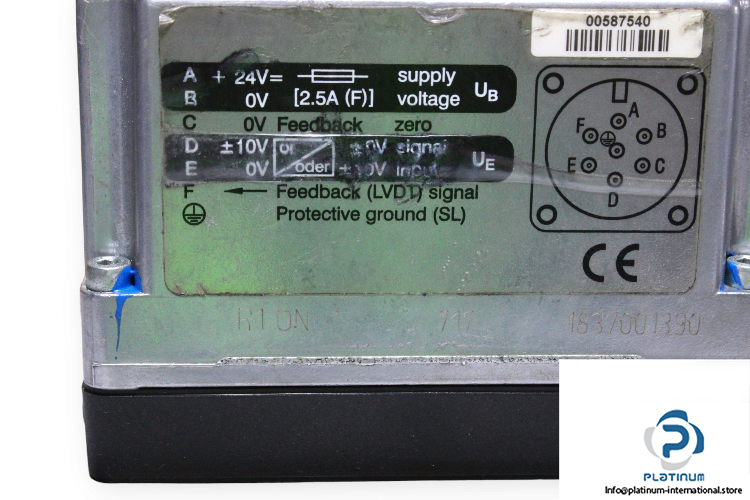 00587540
A + 24V= supply
B 0V [2.5A (F)] voltage UB
C 0V Feedback zero
D ±10V or ±0V signal
E 0V oder ±10V input UE
F ← Feedback (LVDT) signal
Protective ground (SL)
A
F B
E C
D
CE
717
PLATINUM
Info@platinum-international.store